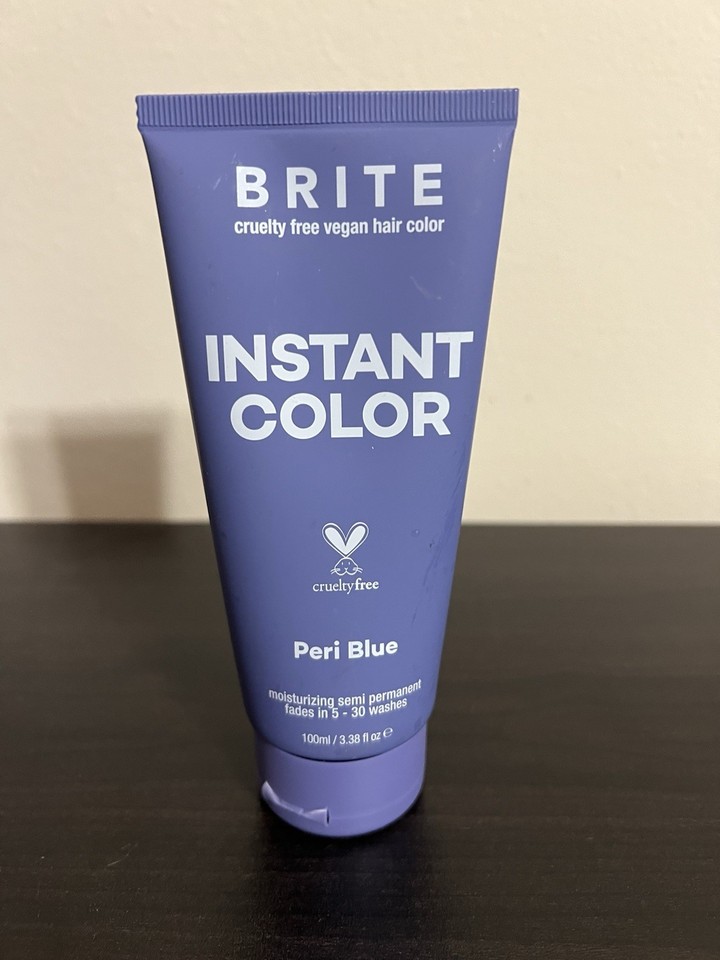 BRITE
cruelty free vegan hair color
INSTANT
COLOR
crueltyfree
Peri Blue
moisturizing semi permanent
fades in 5 - 30 washes
100ml / 3.38 fl oz ℮